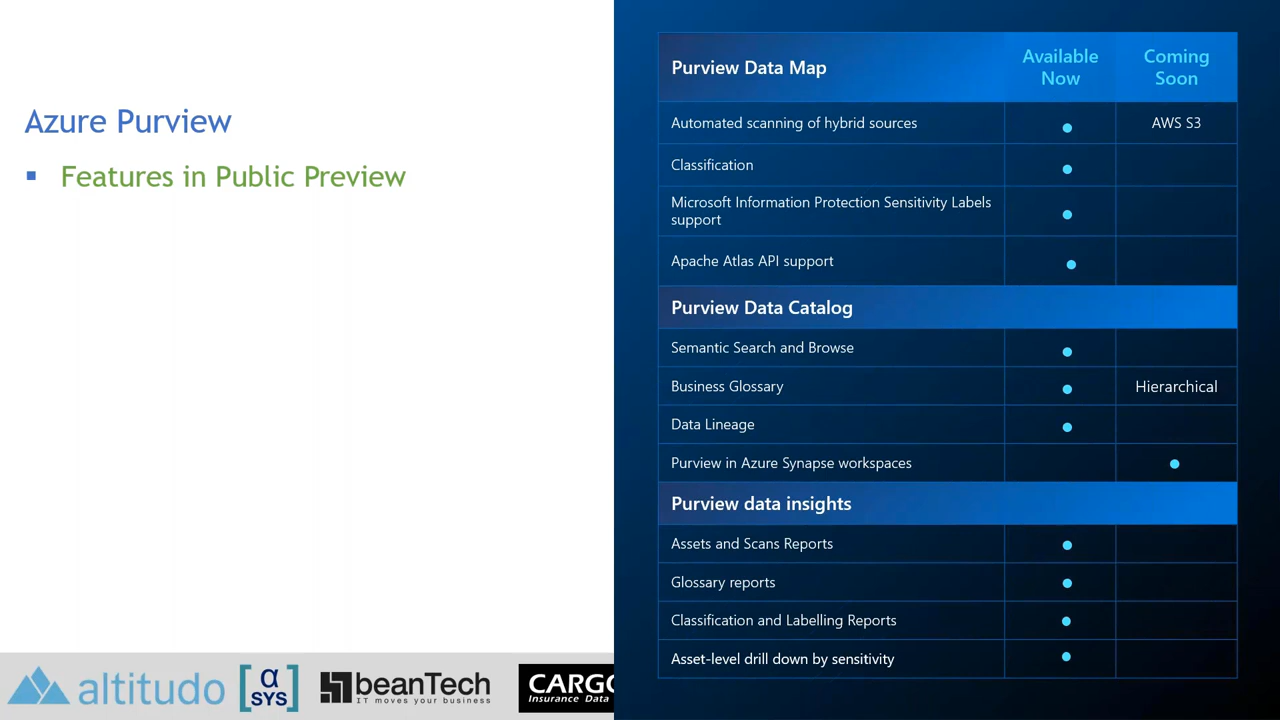 Azure Purview
▪ Features in Public Preview
Purview Data Map
Available
Now
Coming
Soon
Automated scanning of hybrid sources
AWS S3
Classification
Microsoft Information Protection Sensitivity Labels
support
Apache Atlas API support
Purview Data Catalog
Semantic Search and Browse
Business Glossary
Hierarchical
Data Lineage
Purview in Azure Synapse workspaces
Purview data insights
Assets and Scans Reports
Glossary reports
Classification and Labelling Reports
Asset-level drill down by sensitivity
altitudo
[α
SYS]
beanTech
IT moves your business
CARGO
Insurance Data